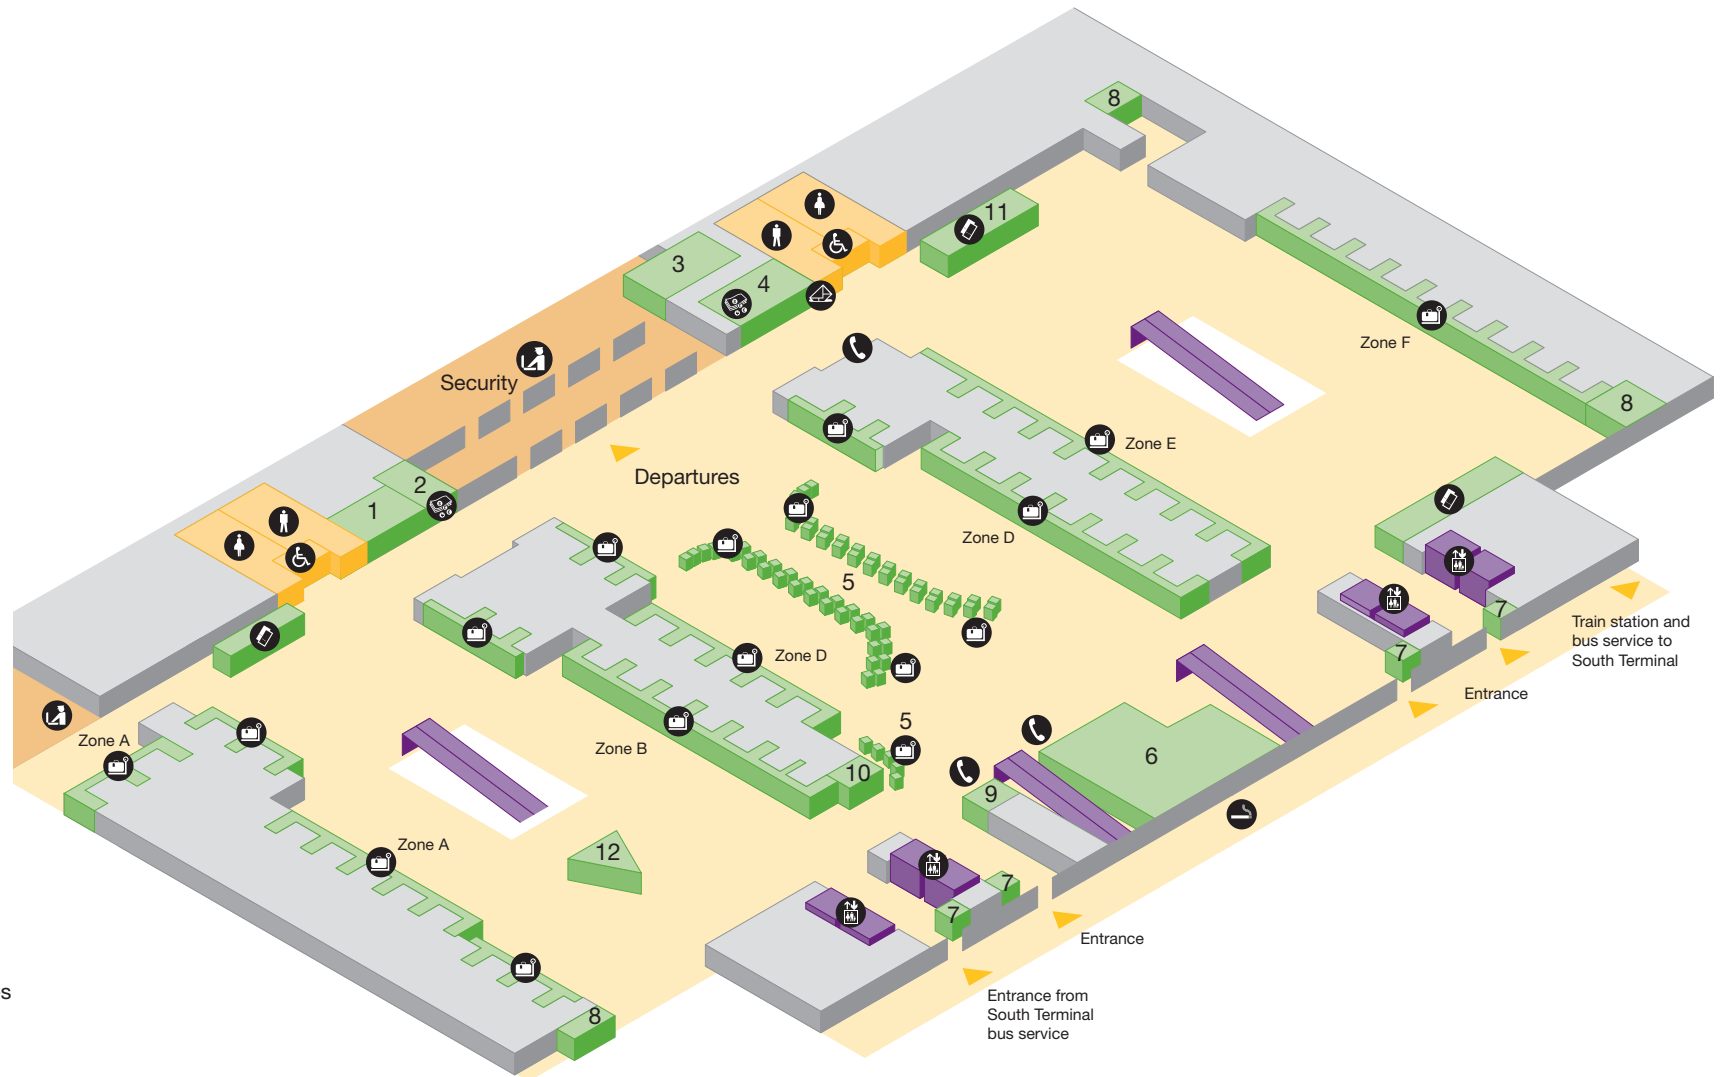 8
11
3
4
Zone F
Security
8
Zone E
Departures
2
1
Zone D
5
7
Train station and
bus service to
South Terminal
7
Zone D
Entrance
Zone A
Zone B
5
6
10
9
Zone A
12
7
7
Entrance
Entrance from
South Terminal
bus service
8